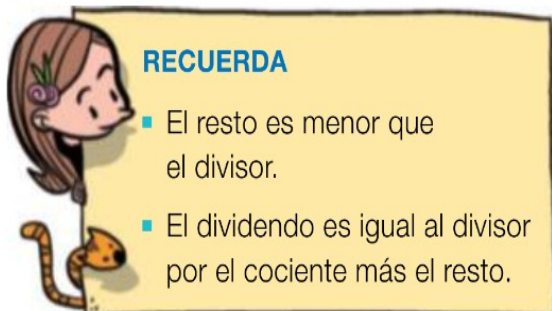 RECUERDA
▪ El resto es menor que
el divisor.
▪ El dividendo es igual al divisor
por el cociente más el resto.